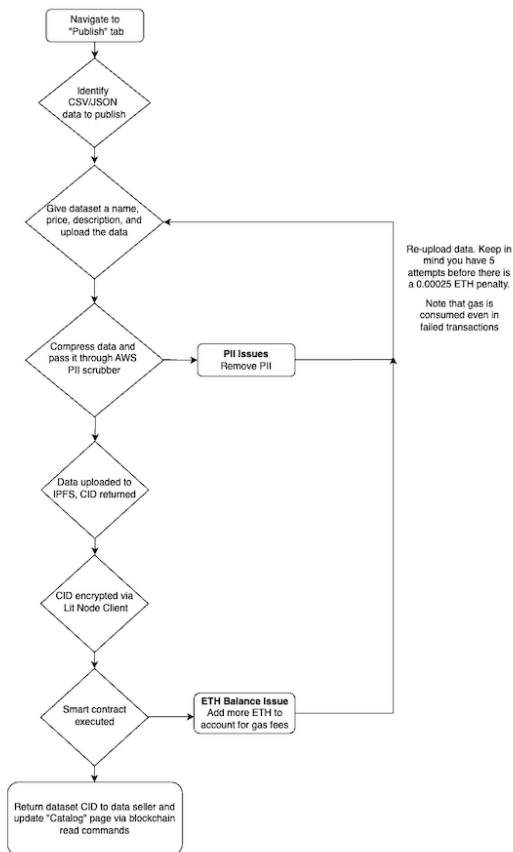 Navigate to
"Publish" tab
Identify
CSV/JSON
data to publish
Give dataset a name,
price, description, and
upload the data
Re-upload data. Keep in
mind you have 5
attempts before there is
a 0.00025 ETH penalty.
Note that gas is
consumed even in
failed transactions
Compress data and
pass it through AWS
PII scrubber
PII Issues
Remove PII
Data uploaded to
IPFS, CID returned
CID encrypted via
Lit Node Client
Smart contract
executed
ETH Balance Issue
Add more ETH to
account for gas fees
Return dataset CID to data seller and
update "Catalog" page via blockchain
read commands